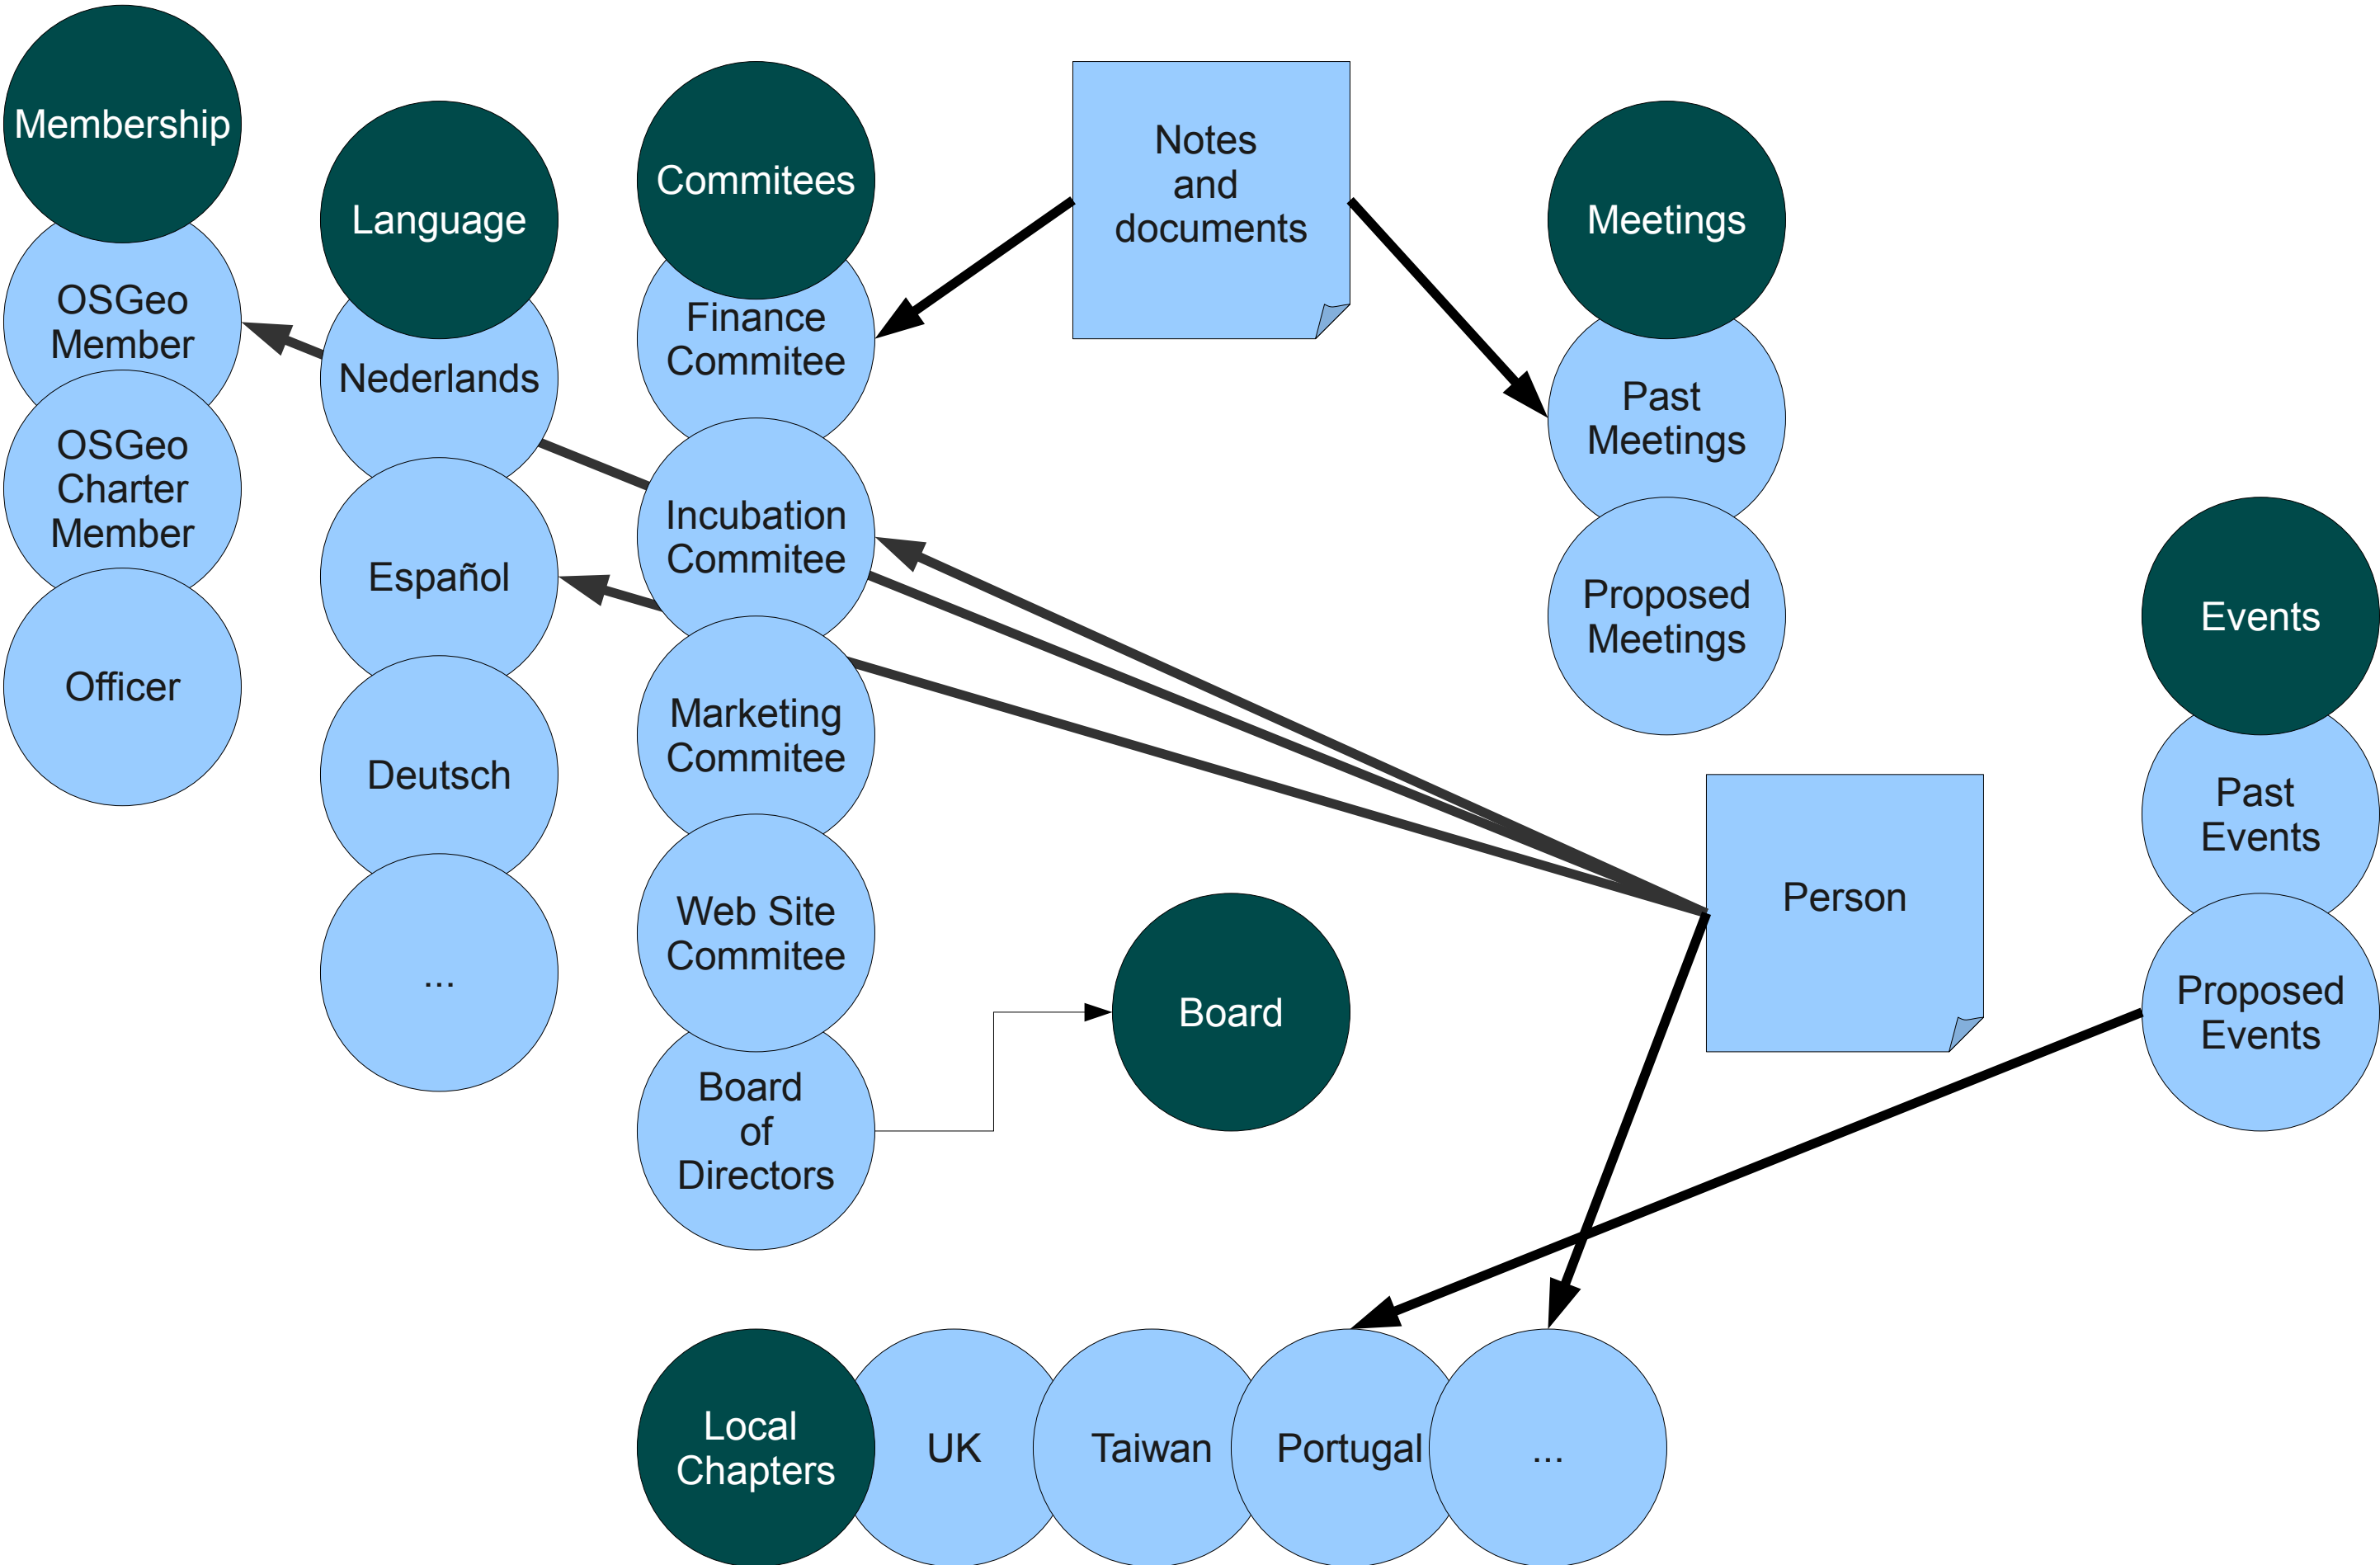 Membership
OSGeo
Member
OSGeo
Charter
Member
Officer
Language
Nederlands
Español
Deutsch
...
Commitees
Finance
Commitee
Incubation
Commitee
Marketing
Commitee
Web Site
Commitee
Board
of
Directors
Notes
and
documents
Board
Meetings
Past
Meetings
Proposed
Meetings
Person
Events
Past
Events
Proposed
Events
Local
Chapters
UK
Taiwan
Portugal
...